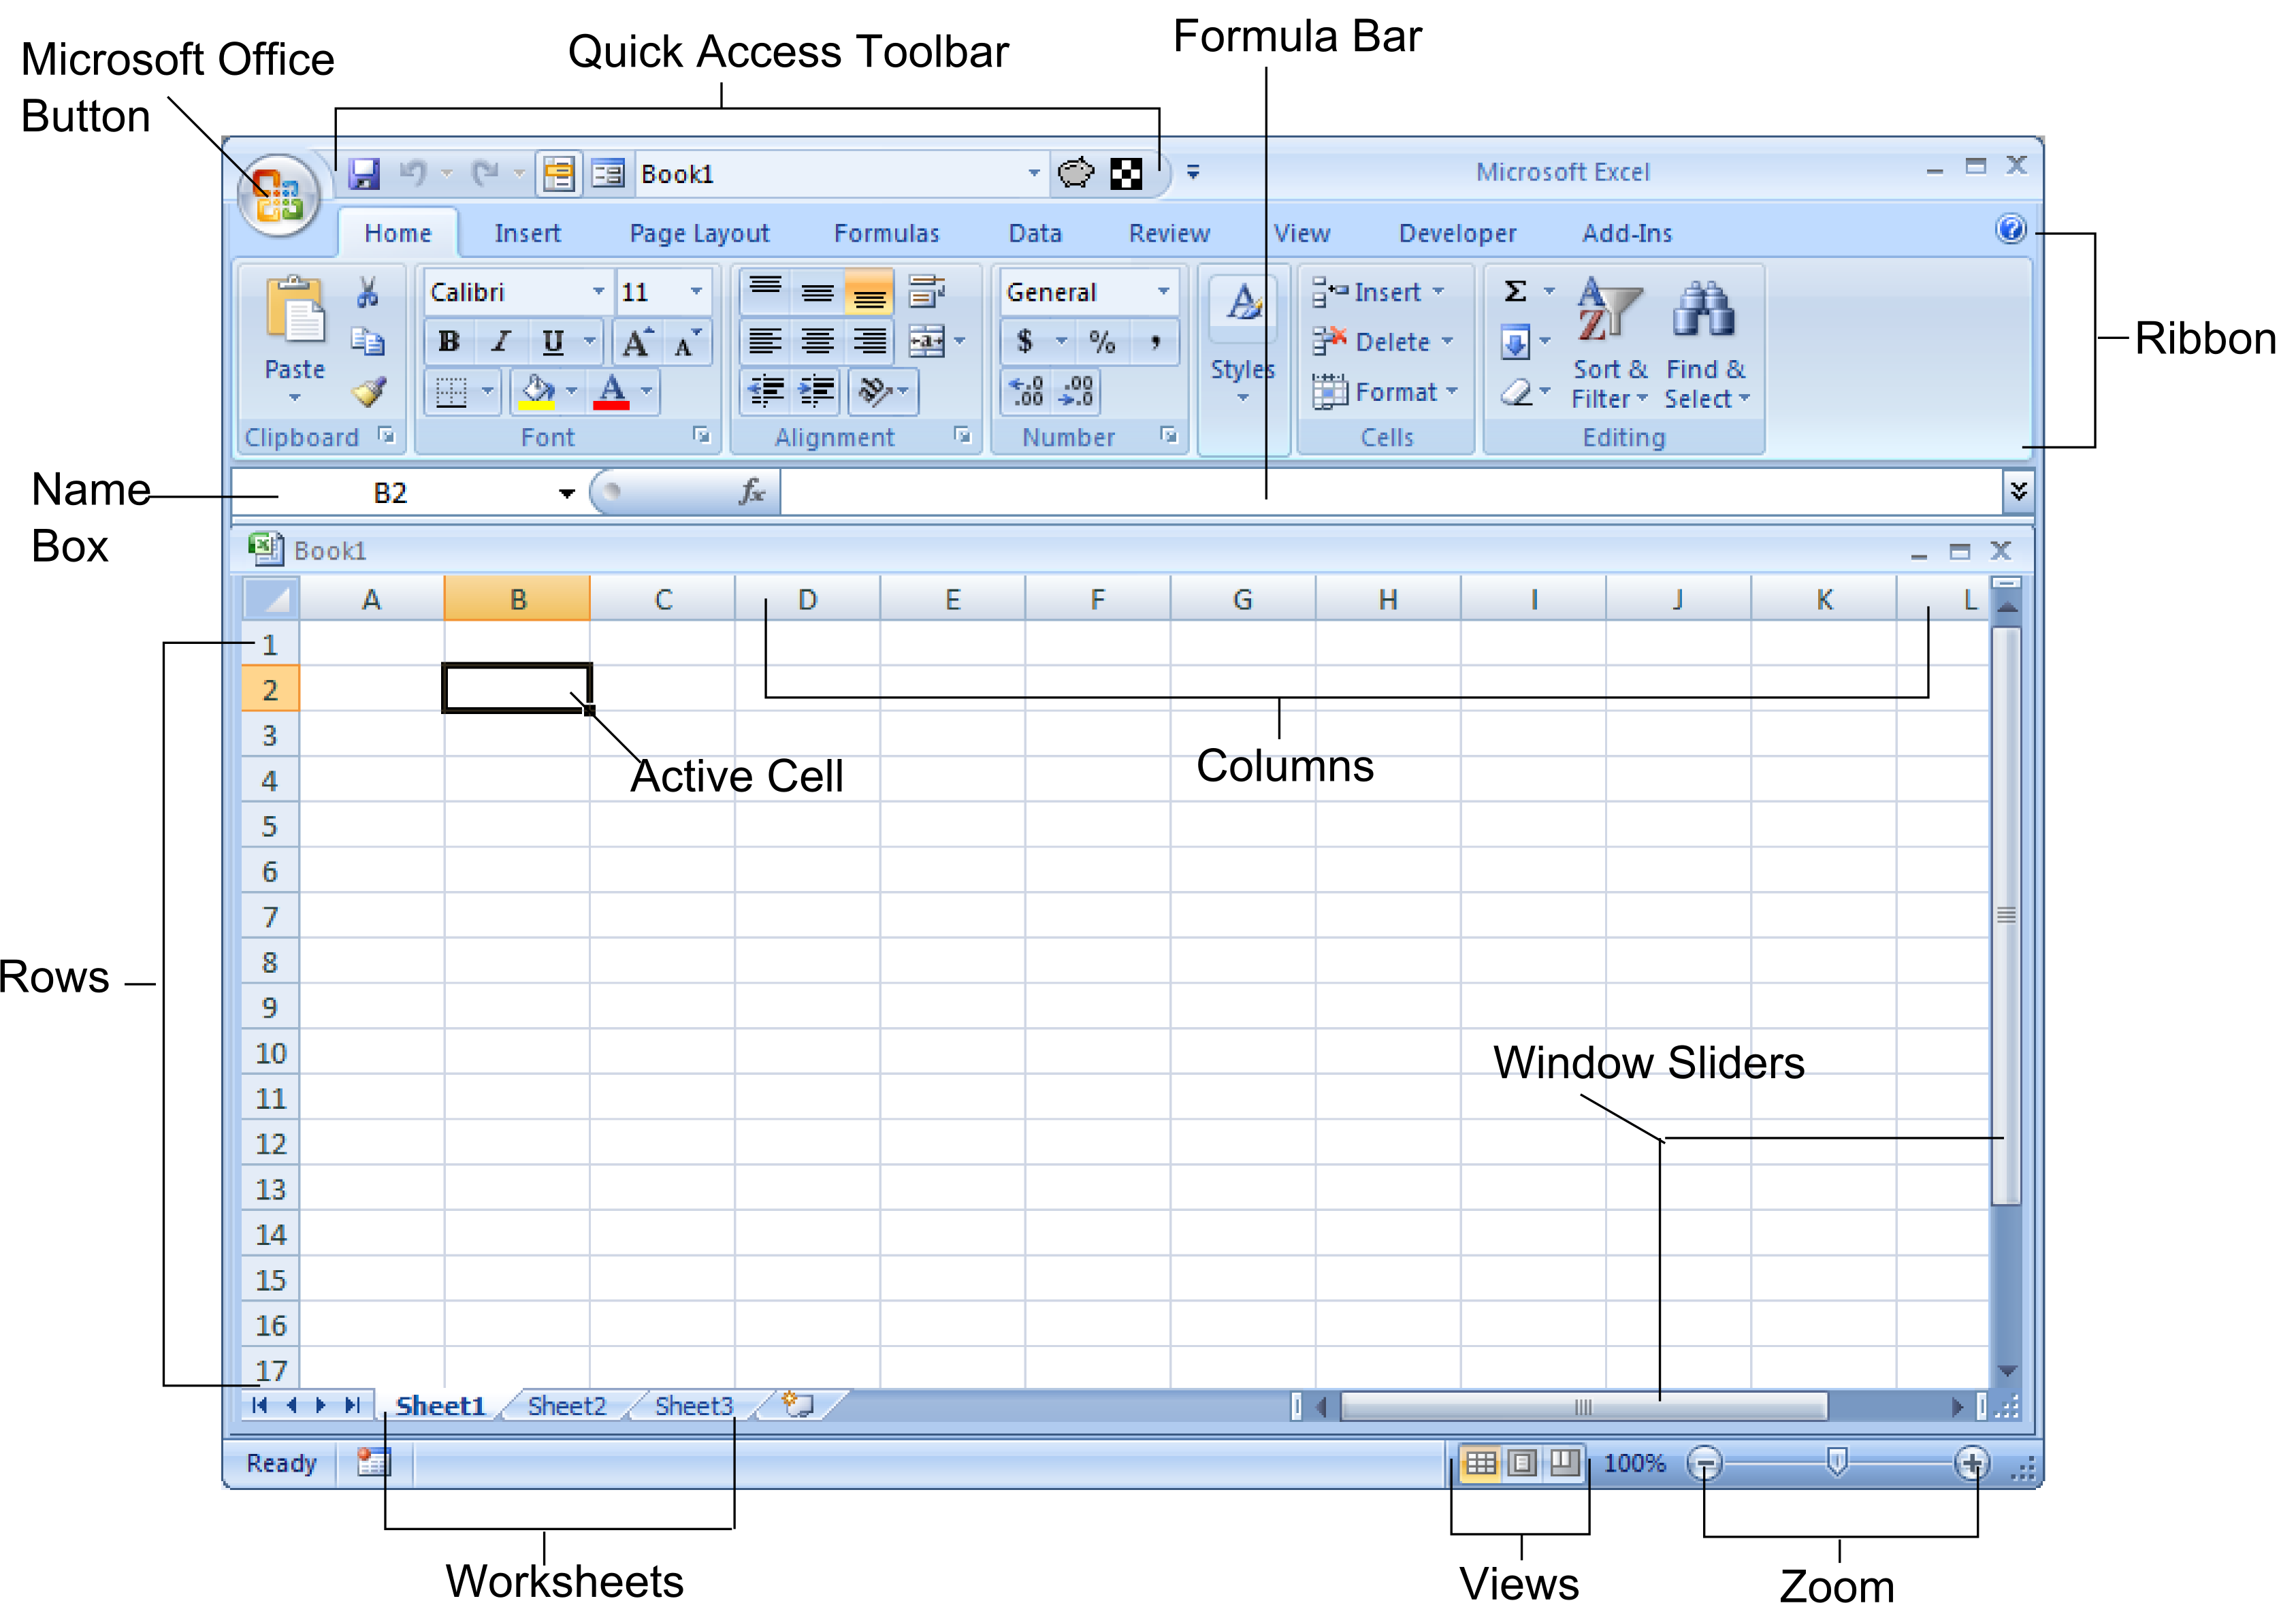 Microsoft Office
Button
Quick Access Toolbar
Formula Bar
Book1
Microsoft Excel
Home Insert Page Layout Formulas Data Review View Developer Add-Ins
Ribbon
Paste
Calibri 11
B I U A A
A
General
$ % ,
.0 .00
.00 .0
Styles
Insert
Delete
Format
Σ
Sort &
Filter
Find &
Select
Clipboard Font Alignment Number Cells Editing
Name
Box
B2 fx
Book1
A B C D E F G H I J K L
1
2
3
4
5
6
7
8
9
10
11
12
13
14
15
16
17
Active Cell
Columns
Rows
Window Sliders
Sheet1 Sheet2 Sheet3
Ready 100%
Worksheets
Views
Zoom